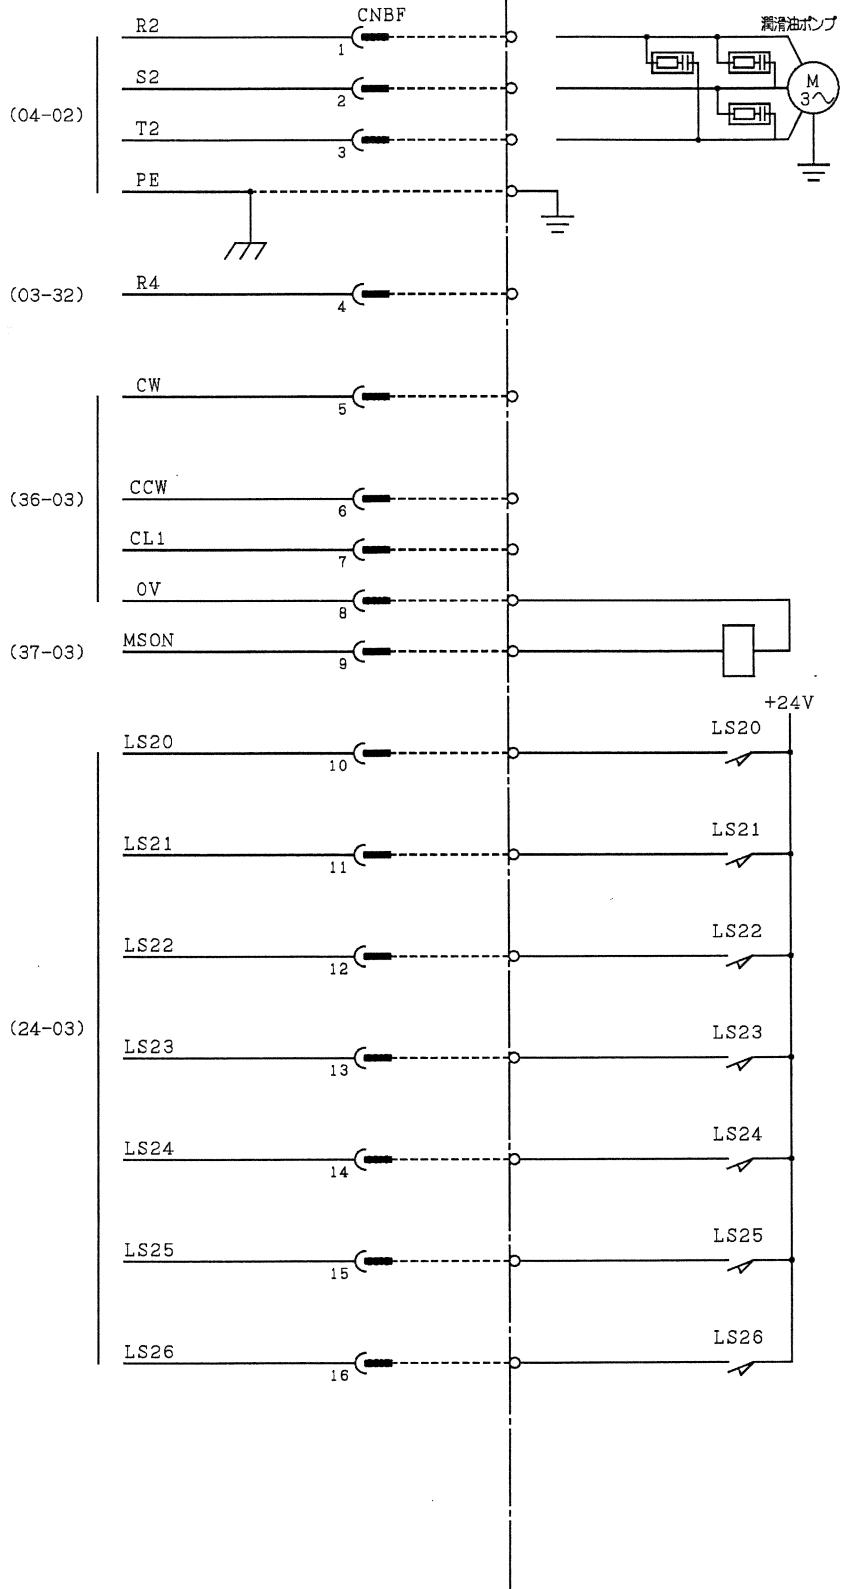 CNBF
潤滑油ポンプ
R2
1
S2
2
M
3
(04-02)
T2
3
PE
(03-32)
R4
4
CW
5
(36-03)
CCW
6
CL1
7
0V
8
(37-03)
MSON
9
+24V
LS20
10
LS20
LS21
11
LS21
LS22
12
LS22
(24-03)
LS23
13
LS23
LS24
14
LS24
LS25
15
LS25
LS26
16
LS26